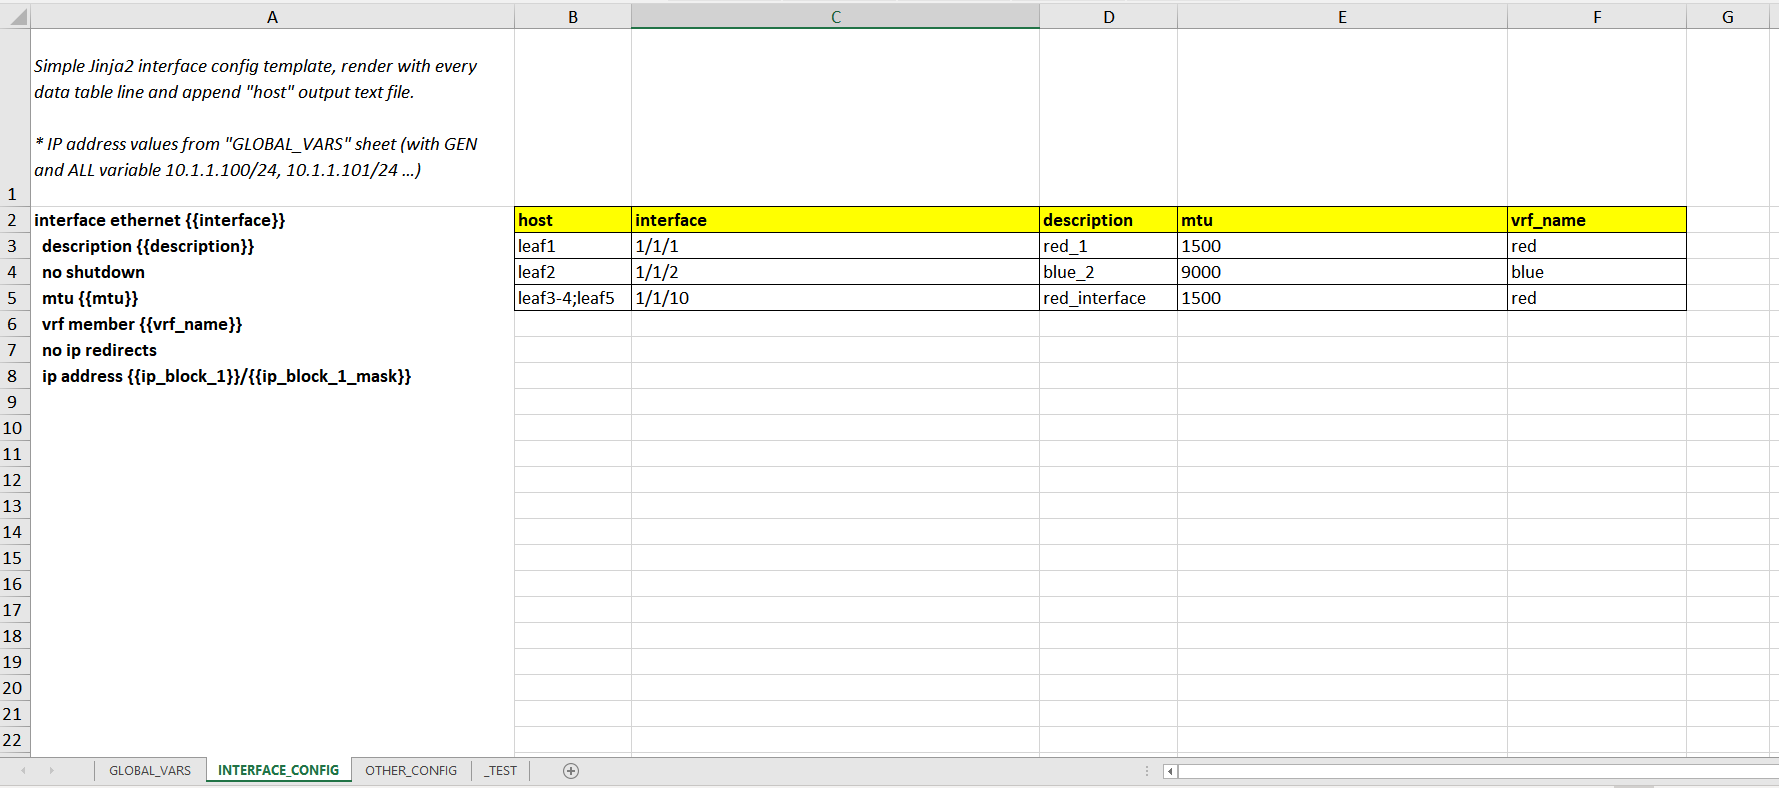 A B C D E F G
Simple Jinja2 interface config template, render with every
data table line and append "host" output text file.
* IP address values from "GLOBAL_VARS" sheet (with GEN
and ALL variable 10.1.1.100/24, 10.1.1.101/24 ...)
1
2 interface ethernet {{interface}} host interface description mtu vrf_name
3 description {{description}} leaf1 1/1/1 red_1 1500 red
4 no shutdown leaf2 1/1/2 blue_2 9000 blue
5 mtu {{mtu}} leaf3-4;leaf5 1/1/10 red_interface 1500 red
6 vrf member {{vrf_name}}
7 no ip redirects
8 ip address {{ip_block_1}}/{{ip_block_1_mask}}
9
10
11
12
13
14
15
16
17
18
19
20
21
22
GLOBAL_VARS INTERFACE_CONFIG OTHER_CONFIG _TEST